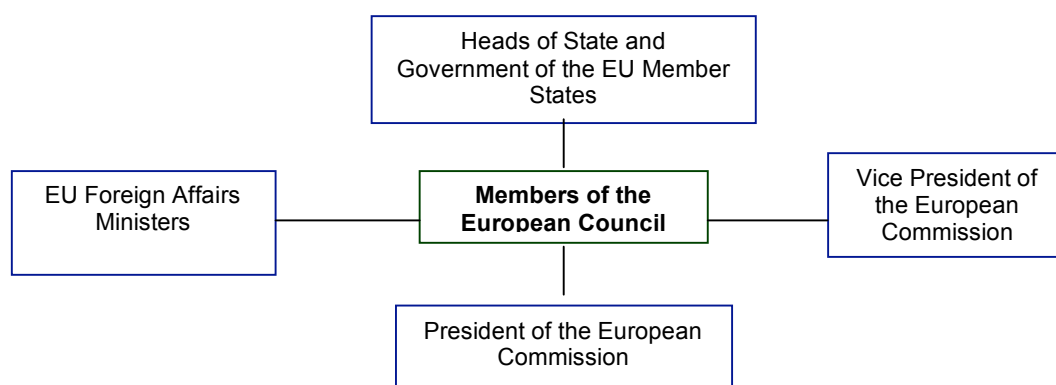 Heads of State and
Government of the EU Member
States
EU Foreign Affairs
Ministers
Members of the
European Council
Vice President of
the European
Commission
President of the European
Commission